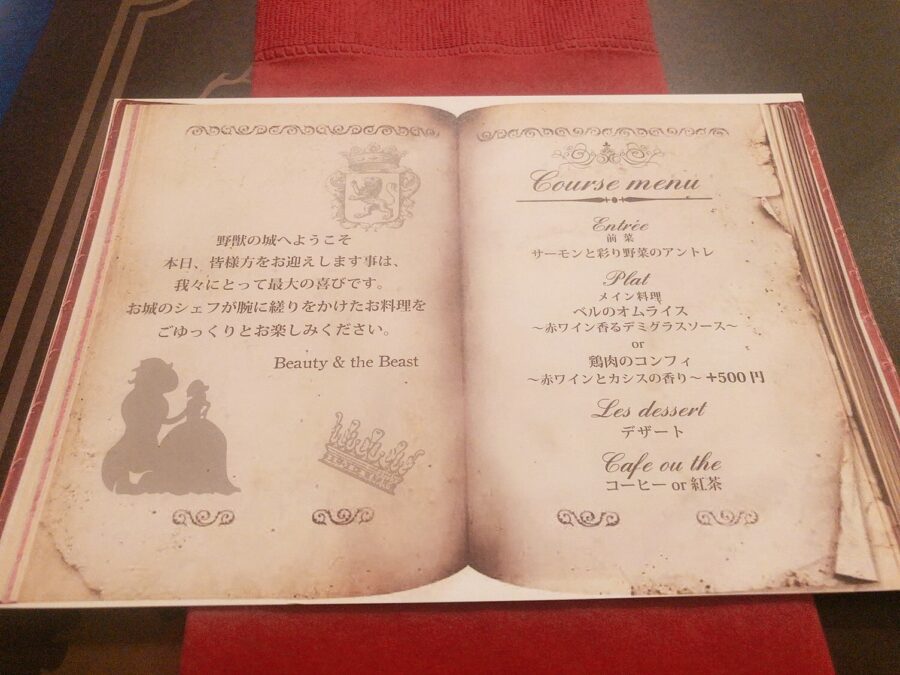 野獣の城へようこそ
本日、皆様方をお迎えします事は、
我々にとって最大の喜びです。
お城のシェフが腕に縒りをかけたお料理を
ごゆっくりとお楽しみください。
Beauty & the Beast
Course menu
Entrée
前 菜
サーモンと彩り野菜のアントレ
Plat
メイン料理
ベルのオムライス
〜赤ワイン香るデミグラスソース〜
or
鶏肉のコンフィ
〜赤ワインとカシスの香り〜 +500 円
Les dessert
デザート
Cafe ou the
コーヒー or 紅茶